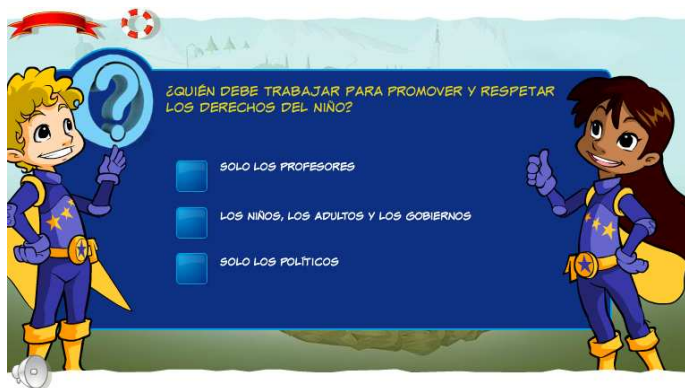 ¿QUIÉN DEBE TRABAJAR PARA PROMOVER Y RESPETAR
LOS DERECHOS DEL NIÑO?
SOLO LOS PROFESORES
LOS NIÑOS, LOS ADULTOS Y LOS GOBIERNOS
SOLO LOS POLÍTICOS